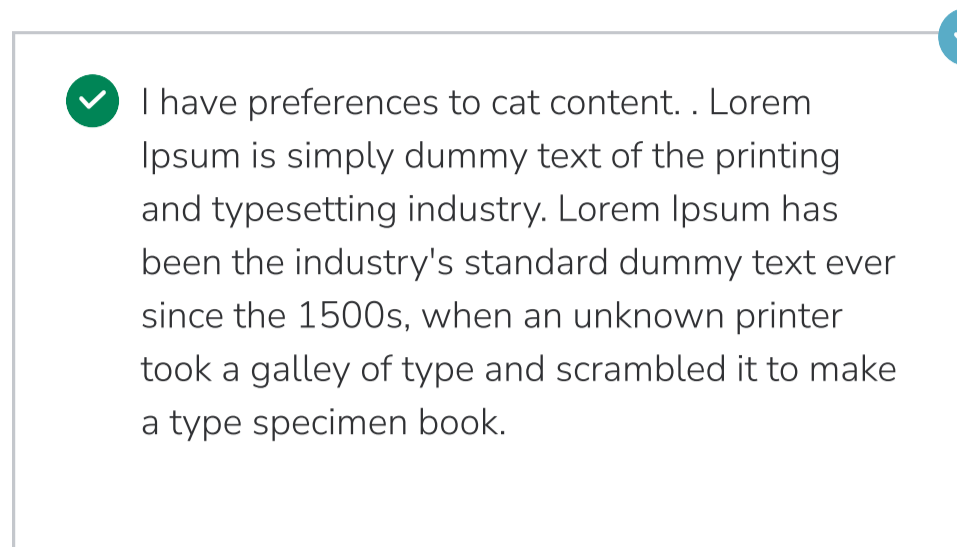 I have preferences to cat content. . Lorem
Ipsum is simply dummy text of the printing
and typesetting industry. Lorem Ipsum has
been the industry's standard dummy text ever
since the 1500s, when an unknown printer
took a galley of type and scrambled it to make
a type specimen book.